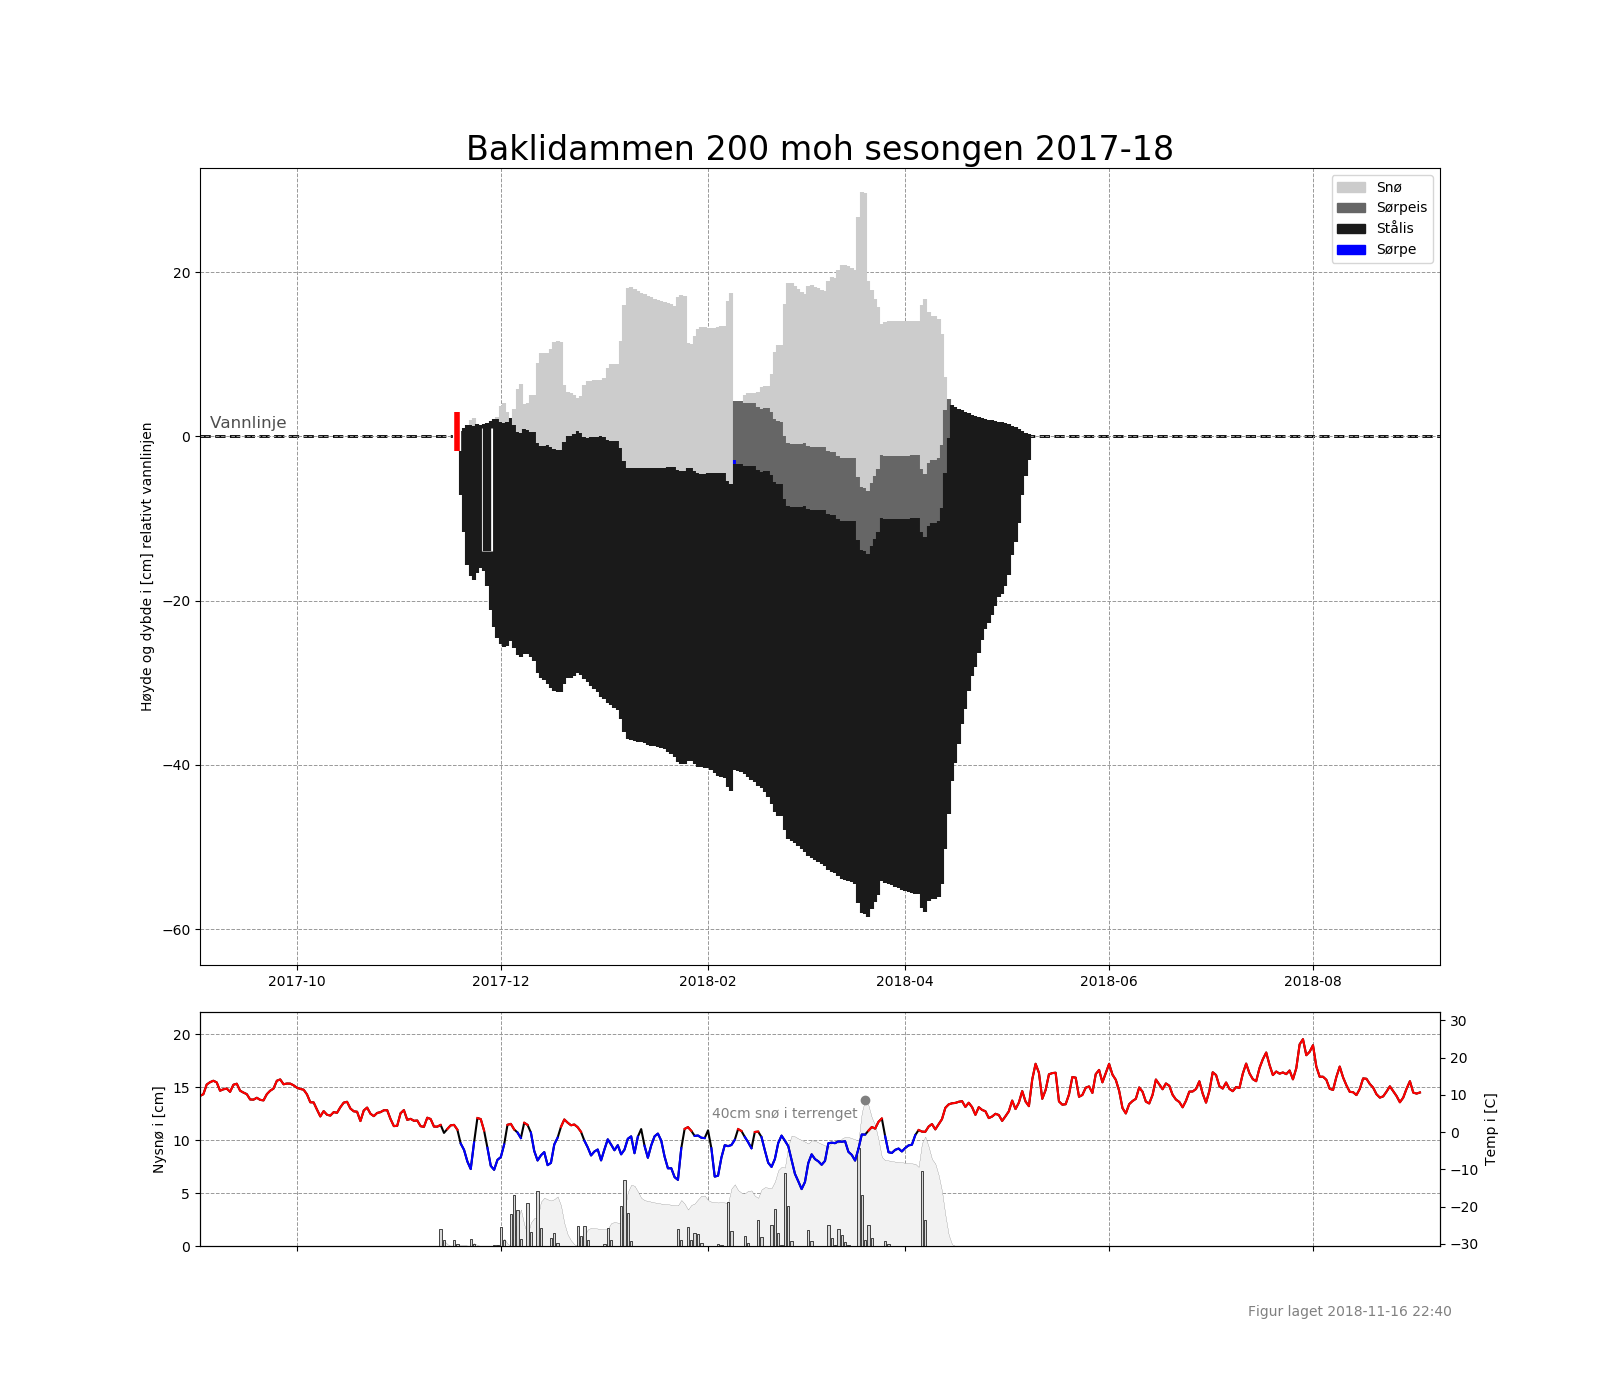 Baklidammen 200 moh sesongen 2017-18
Snø
Sørpeis
Stålis
Sørpe
Vannlinje
Høyde og dybde i [cm] relativt vannlinjen
20
0
−20
−40
−60
2017-10
2017-12
2018-02
2018-04
2018-06
2018-08
Nysnø i [cm]
20
15
10
5
0
40cm snø i terrenget
30
20
10
0
−10
−20
−30
Temp i [C]
Figur laget 2018-11-16 22:40